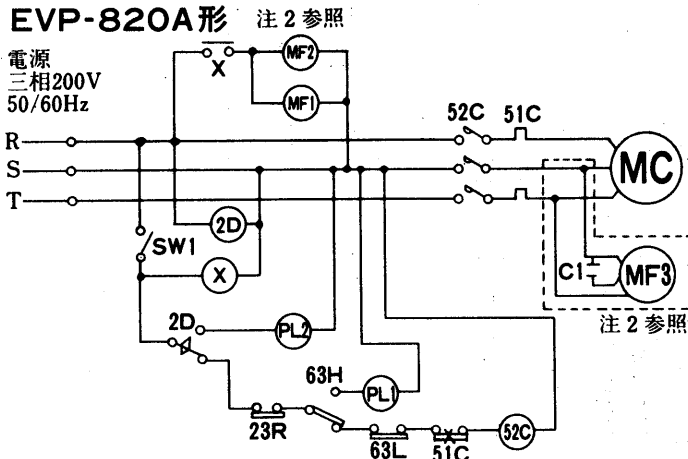 EVP-820A形 注2参照
電源
三相200V
50/60Hz
X
MF2
MF1
R
S
T
52C 51C
MC
SW1
2D
X
C1
MF3
注2参照
2D
PL2
63H
PL1
23R
63L
51C
52C